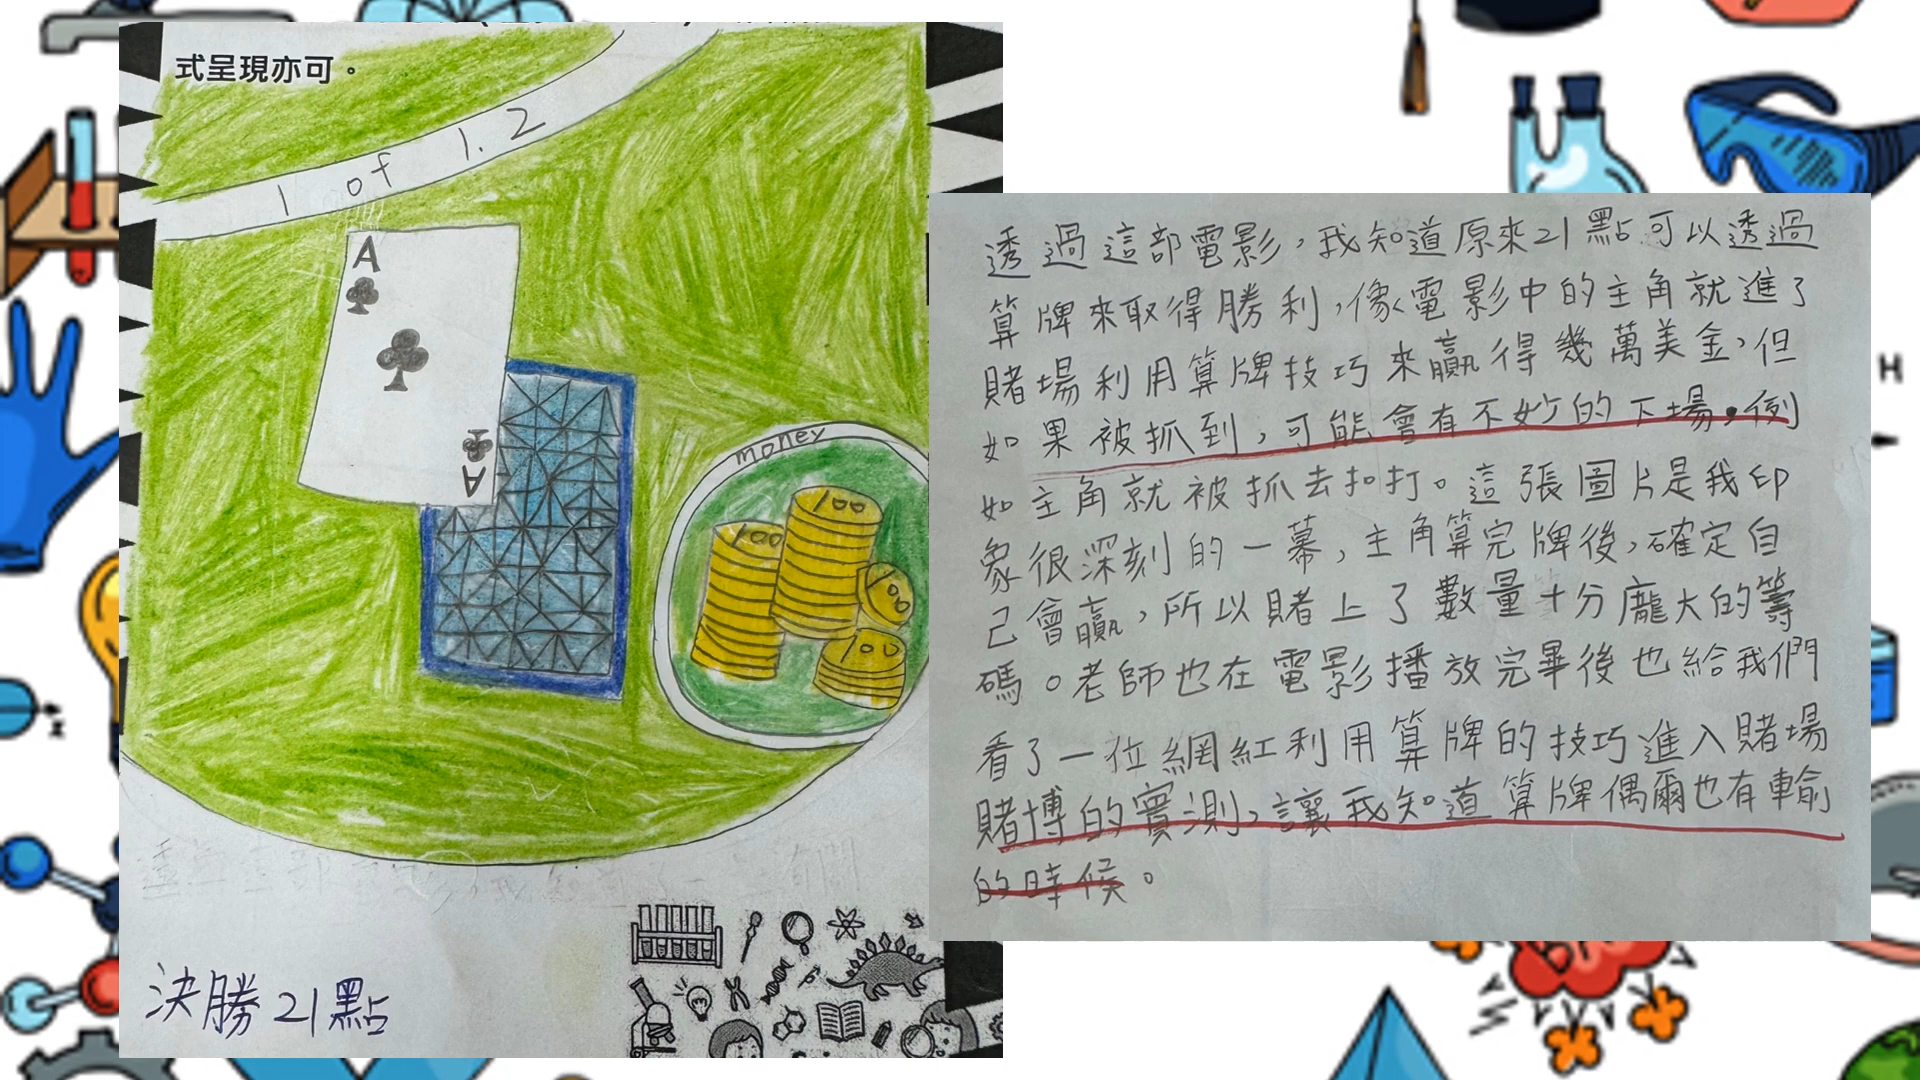 式呈現亦可。
1 of 1.2
A
A
money
100
100
100
100
決勝21點
透過這部電影，我知道原來21點可以透過
算牌來取得勝利，像電影中的主角就進了
賭場利用算牌技巧來贏得幾萬美金，但
如果被抓到，可能會有不妙的下場。例
如主角就被抓去扣打。這張圖片是我印
象很深刻的一幕，主角算完牌後，確定自
己會贏，所以賭上了數量十分龐大的籌
碼。老師也在電影播放完畢後也給我們
看了一位網紅利用算牌的技巧進入賭場
賭博的實測，讓我知道算牌偶爾也有輸
的時候。
H